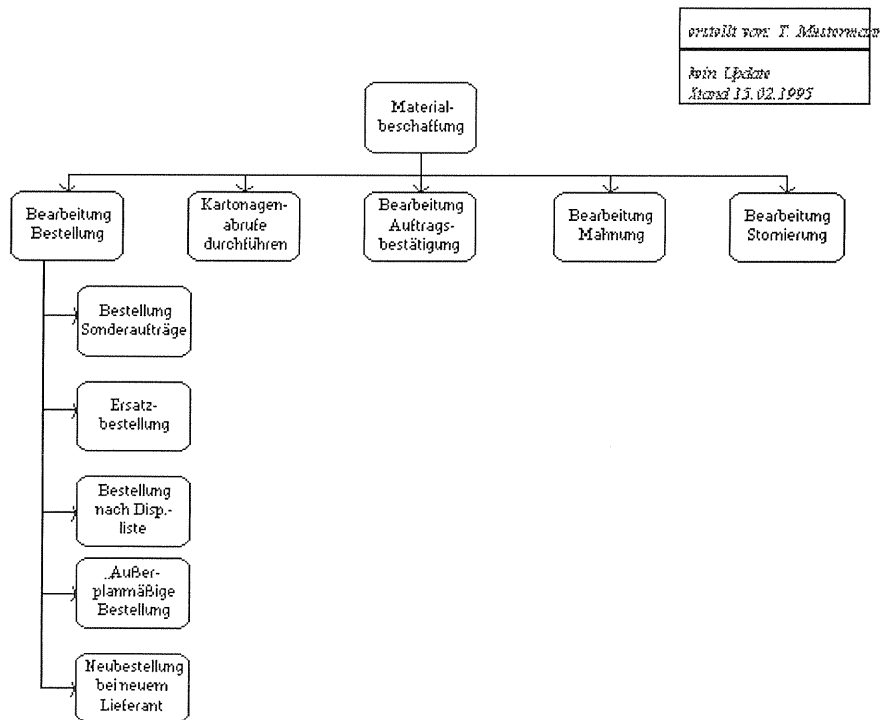 erstellt von: T. Mustermann
kein Update
Stand 15.02.1995
Material-
beschaffung
Bearbeitung
Bestellung
Kartonagen-
abrufe
durchführen
Bearbeitung
Auftrags-
bestätigung
Bearbeitung
Mahnung
Bearbeitung
Stornierung
Bestellung
Sonderaufträge
Ersatz-
bestellung
Bestellung
nach Disp.-
liste
„Außer-
planmäßige
Bestellung
Neubestellung
bei neuem
Lieferant